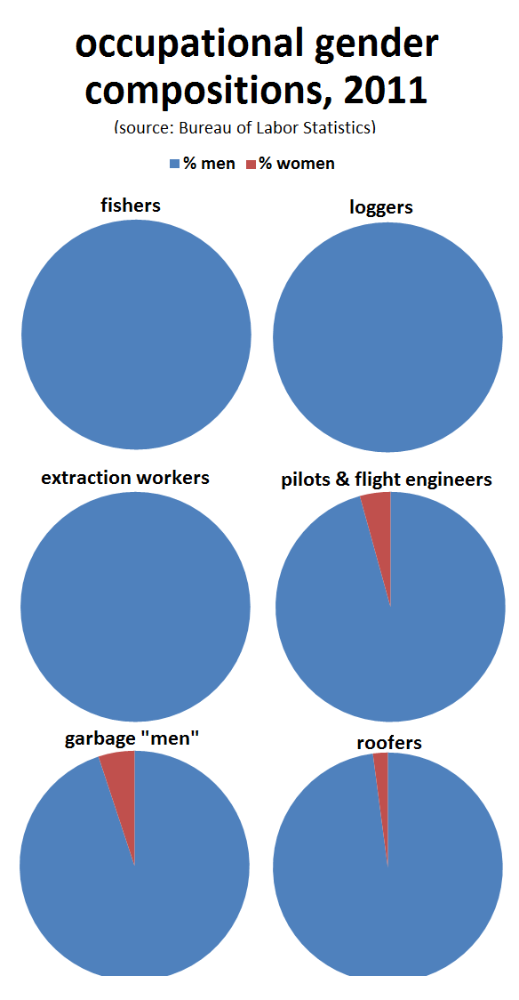 occupational gender
compositions, 2011
(source: Bureau of Labor Statistics)
% men % women
fishers
loggers
extraction workers
pilots & flight engineers
garbage "men"
roofers